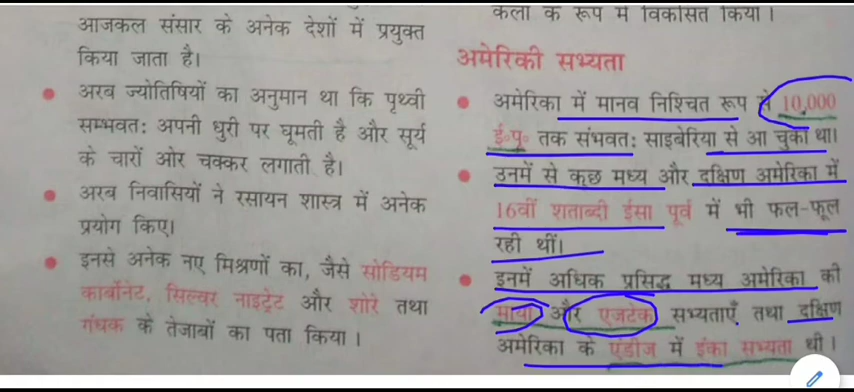 आजकल संसार के अनेक देशों में प्रयुक्त
किया जाता है।
अरब ज्योतिषियों का अनुमान था कि पृथ्वी
सम्भवतः अपनी धुरी पर घूमती है और सूर्य
के चारों ओर चक्कर लगाती है।
अरब निवासियों ने रसायन शास्त्र में अनेक
प्रयोग किए।
इनसे अनेक नए मिश्रणों का, जैसे सोडियम
कार्बोनेट, सिल्वर नाइट्रेट और शोरे तथा
गंधक के तेजाबों का पता किया।
कला के रूप में विकसित किया।
अमेरिकी सभ्यता
अमेरिका में मानव निश्चित रूप से 10,000
ई॰पू॰ तक संभवतः साइबेरिया से आ चुका था।
उनमें से कुछ मध्य और दक्षिण अमेरिका में
16वीं शताब्दी ईसा पूर्व में भी फल-फूल
रही थीं।
इनमें अधिक प्रसिद्ध मध्य अमेरिका की
माया और एजटेक सभ्यताएँ तथा दक्षिण
अमेरिका के एंडीज में इंका सभ्यता थी।